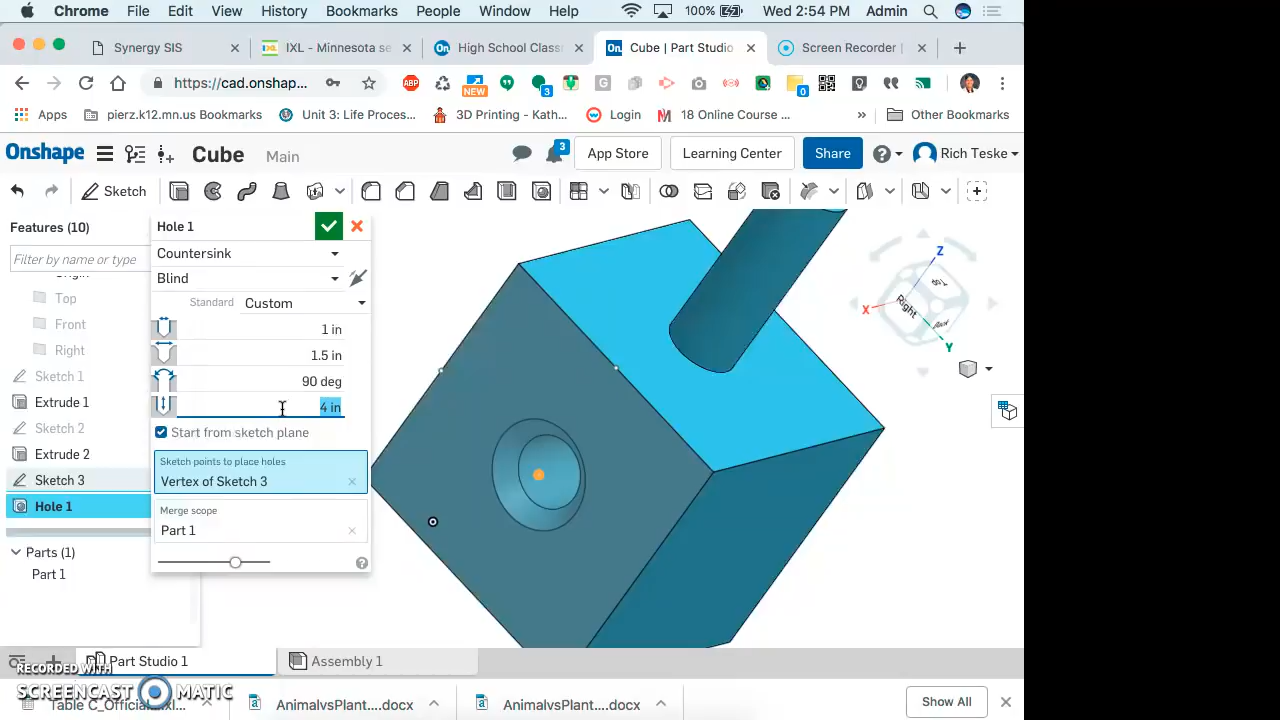 Chrome File Edit View History Bookmarks People Window Help 100% Wed 2:54 PM Admin
Synergy SIS × IXL - Minnesota se × High School Class × Cube | Part Studio × Screen Recorder | ×
https://cad.onshap... ABP NEW 3 G 0
Apps pierz.k12.mn.us Bookmarks Unit 3: Life Proces... 3D Printing - Kath... Login 18 Online Course ... » Other Bookmarks
Onshape Cube Main 3 App Store Learning Center Share Rich Teske
Sketch
Features (10)
Filter by name or type
Top
Front
Right
Sketch 1
Extrude 1
Sketch 2
Extrude 2
Sketch 3
Hole 1
Parts (1)
Part 1
Hole 1
Countersink
Blind
Standard Custom
1 in
1.5 in
90 deg
4 in
Start from sketch plane
Sketch points to place holes
Vertex of Sketch 3
Merge scope
Part 1
Z
X
Right
Y
Part Studio 1 Assembly 1
RECORDED WITH
SCREENCAST MATIC
AnimalvsPlant....docx AnimalvsPlant....docx Show All